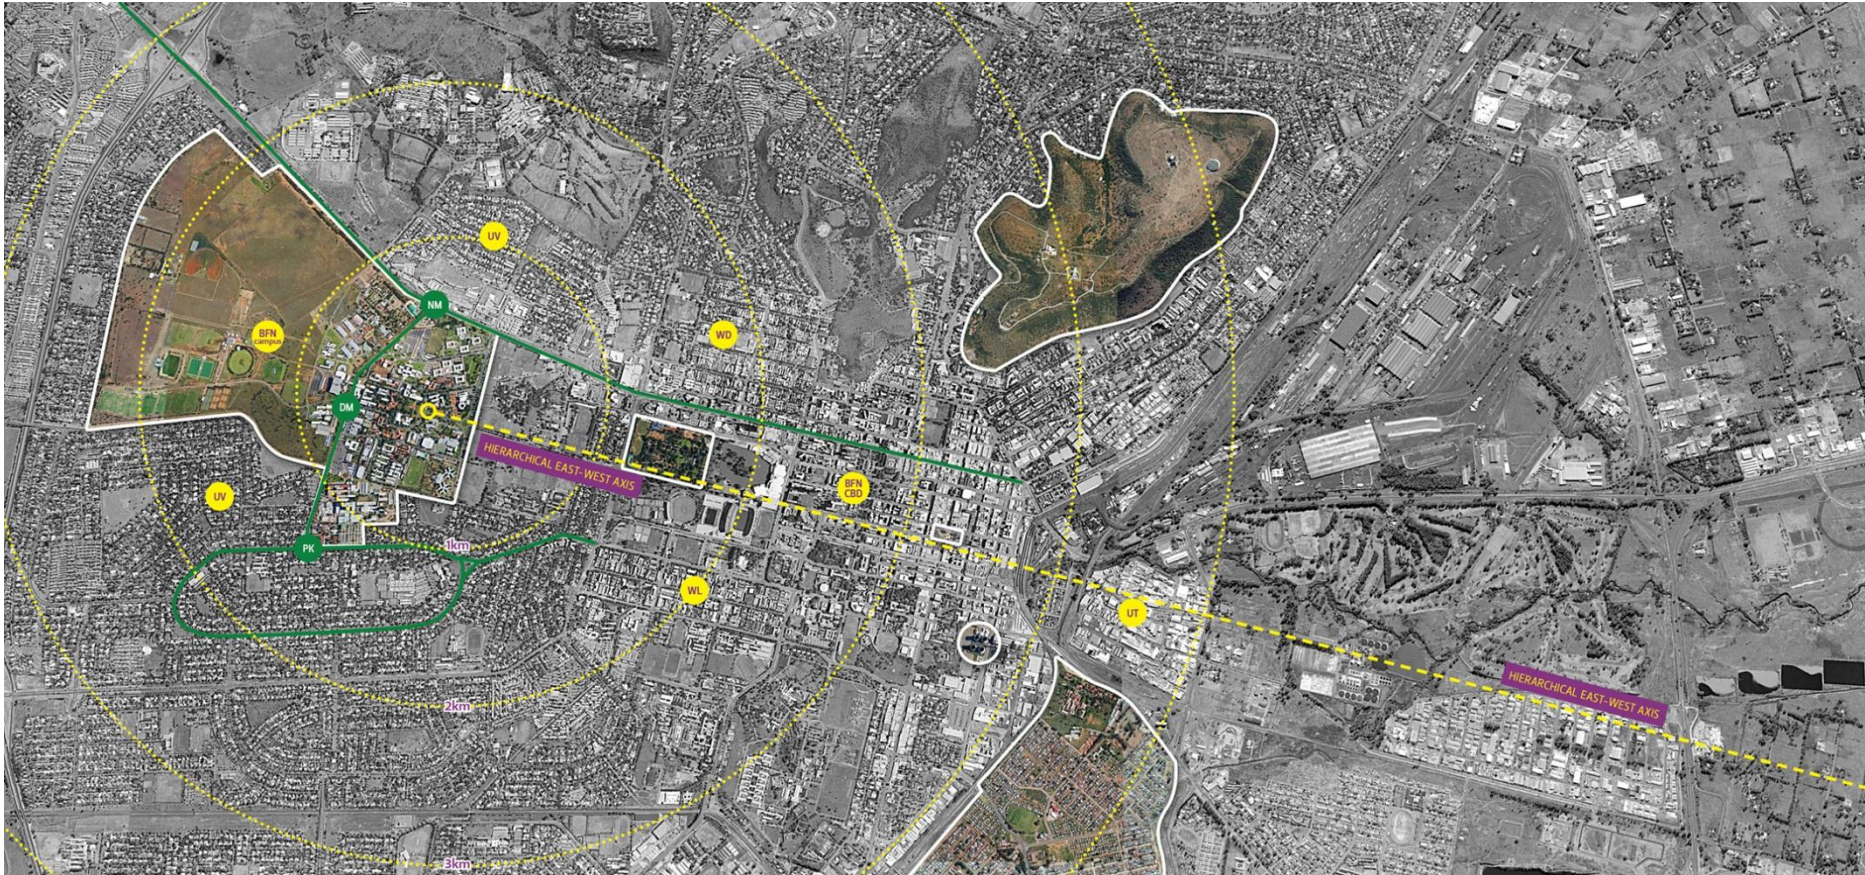 UV
NM
BFN
campus
WD
DM
HIERARCHICAL EAST-WEST AXIS
BFN
CBD
UV
PK
1km
WL
UT
HIERARCHICAL EAST-WEST AXIS
2km
3km